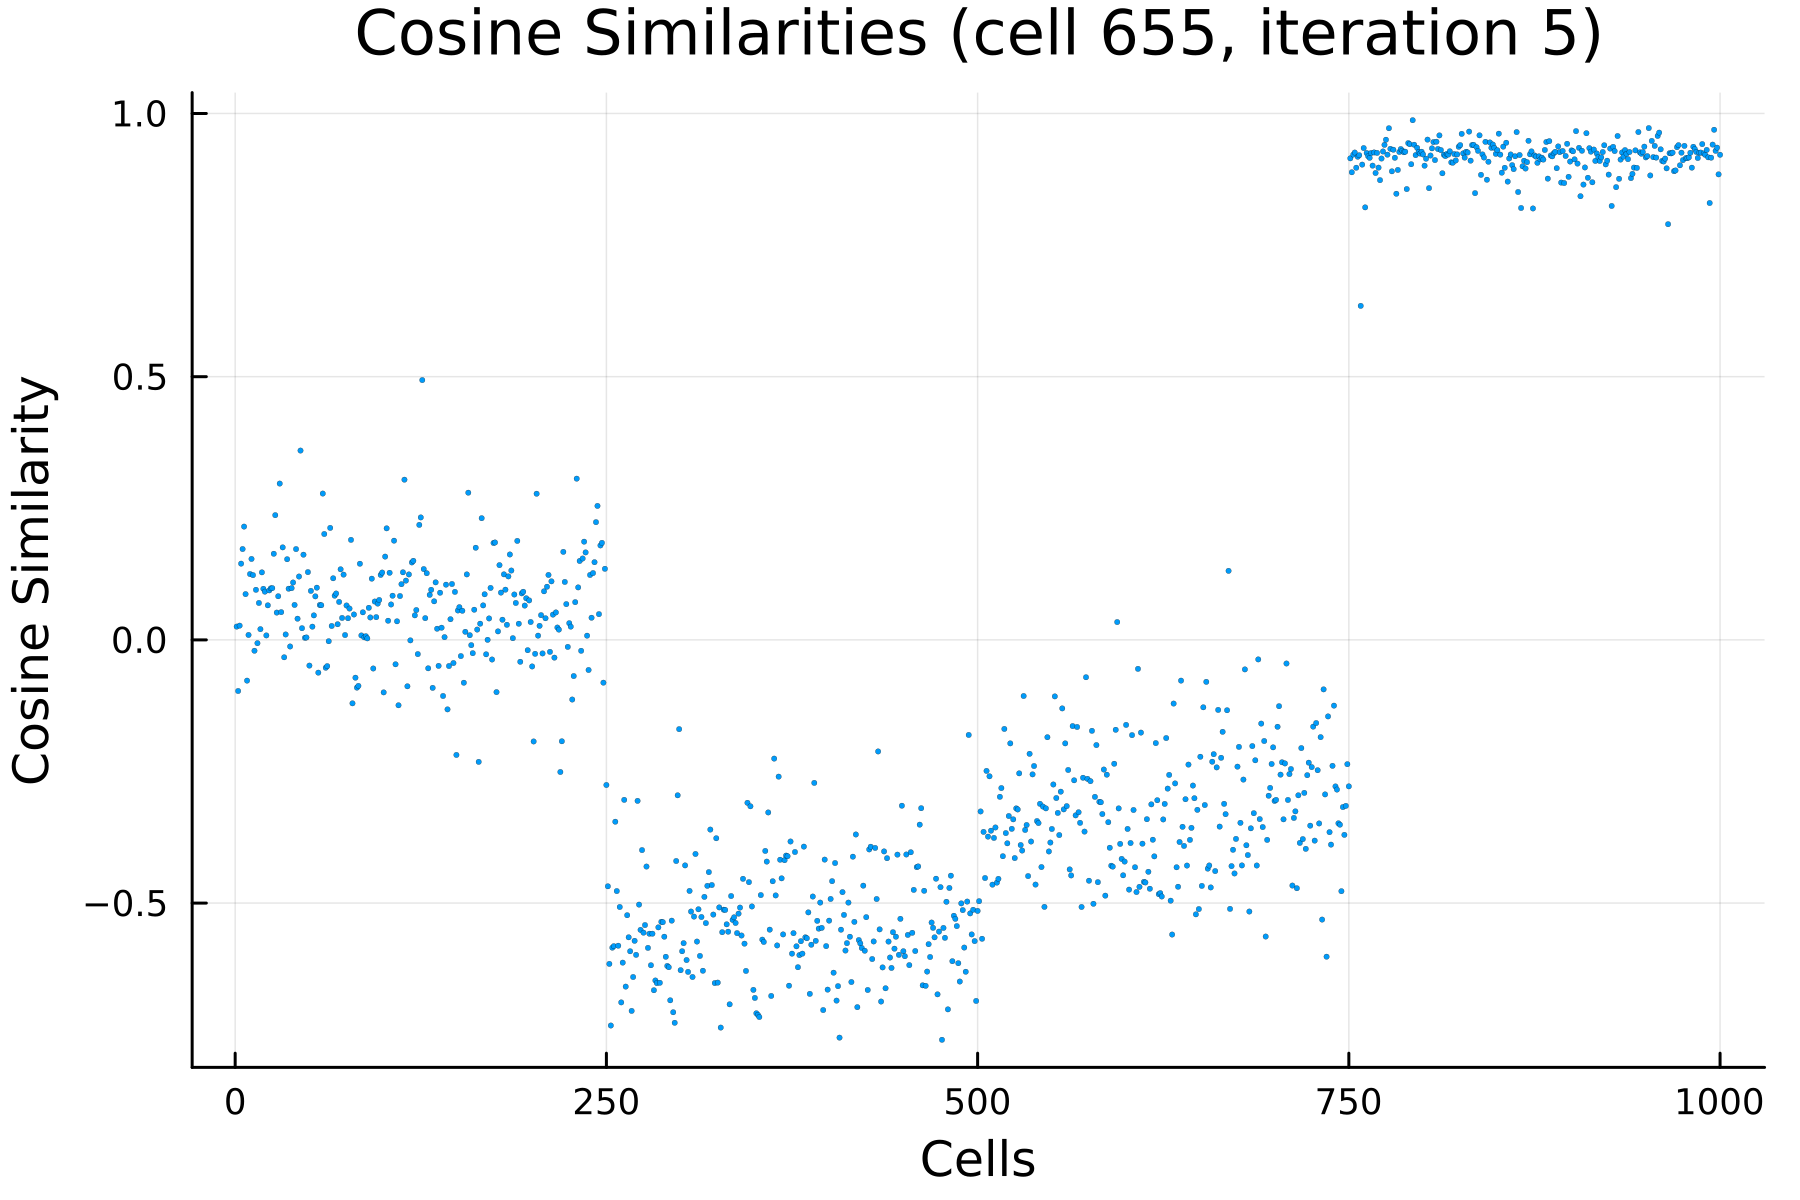 Cosine Similarities (cell 655, iteration 5)
1.0
0.5
0.0
−0.5
Cosine Similarity
0 250 500 750 1000
Cells